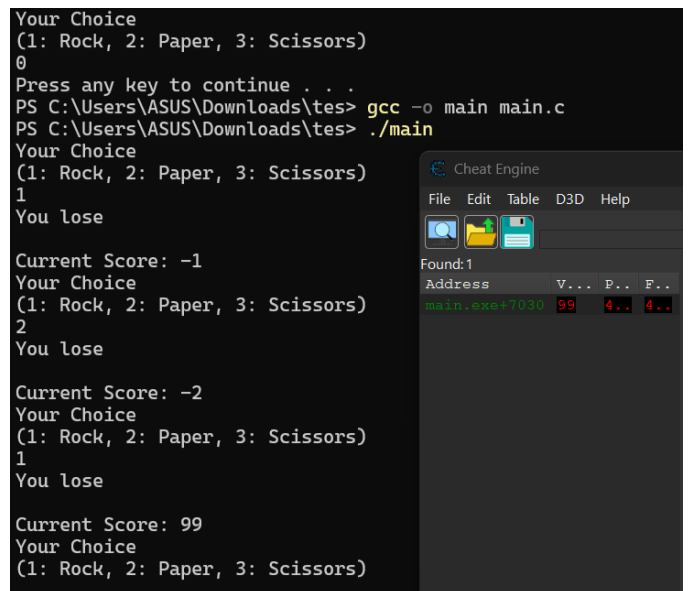 Your Choice
(1: Rock, 2: Paper, 3: Scissors)
0
Press any key to continue . . .
PS C:\Users\ASUS\Downloads\tes> gcc -o main main.c
PS C:\Users\ASUS\Downloads\tes> ./main
Your Choice
(1: Rock, 2: Paper, 3: Scissors)
1
You lose
Current Score: -1
Your Choice
(1: Rock, 2: Paper, 3: Scissors)
2
You lose
Current Score: -2
Your Choice
(1: Rock, 2: Paper, 3: Scissors)
1
You lose
Current Score: 99
Your Choice
(1: Rock, 2: Paper, 3: Scissors)
Cheat Engine
File Edit Table D3D Help
Found:1
Address V... P.. F..
main.exe+7030 99 4.. 4..